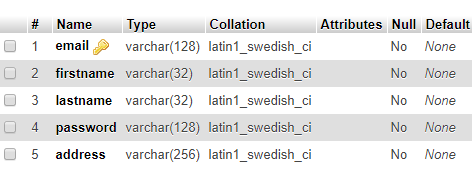 # Name Type Collation Attributes Null Default
1 email varchar(128) latin1_swedish_ci No None
2 firstname varchar(32) latin1_swedish_ci No None
3 lastname varchar(32) latin1_swedish_ci No None
4 password varchar(128) latin1_swedish_ci No None
5 address varchar(256) latin1_swedish_ci No None